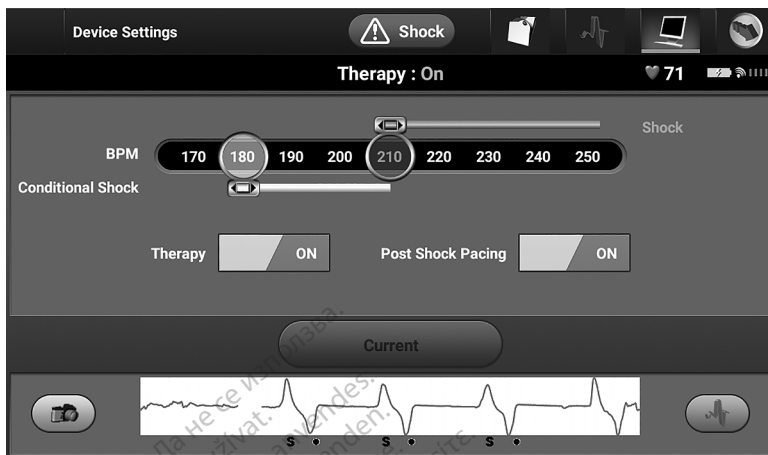 Device Settings
Shock
Therapy : On
71
Shock
BPM
170 180 190 200 210 220 230 240 250
Conditional Shock
Therapy ON
Post Shock Pacing ON
Current
S S S